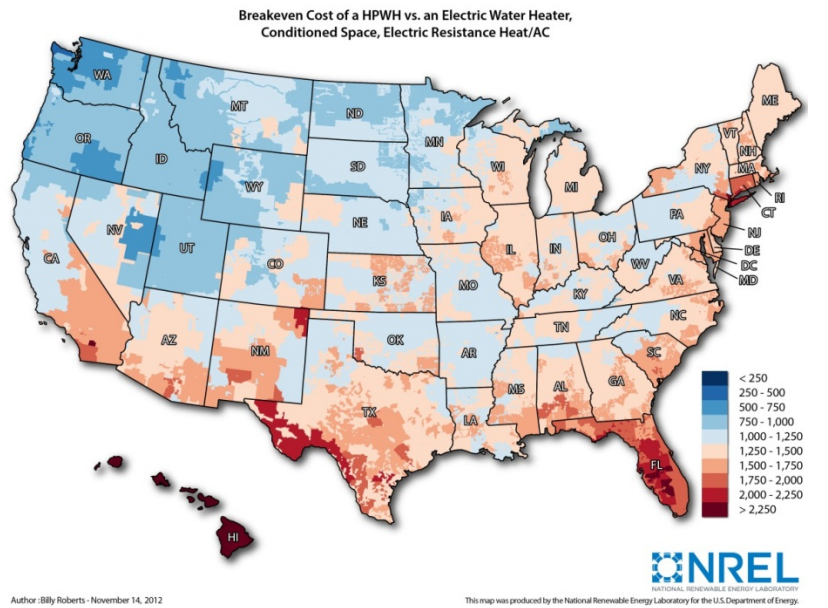 Breakeven Cost of a HPWH vs. an Electric Water Heater,
Conditioned Space, Electric Resistance Heat/AC
WA
MT
ND
MN
ME
VT
NH
OR
ID
SD
WI
NY
MA
WY
MI
RI
CT
NV
NE
IA
PA
NJ
UT
IL
IN
OH
DE
CA
CO
WV
DC
MD
KS
MO
VA
KY
NC
AZ
NM
OK
TN
AR
SC
MS
AL
GA
TX
LA
FL
HI
< 250
250 - 500
500 - 750
750 - 1,000
1,000 - 1,250
1,250 - 1,500
1,500 - 1,750
1,750 - 2,000
2,000 - 2,250
> 2,250
NREL
NATIONAL RENEWABLE ENERGY LABORATORY
Author : Billy Roberts - November 14, 2012
This map was produced by the National Renewable Energy Laboratory for the U.S. Department of Energy.